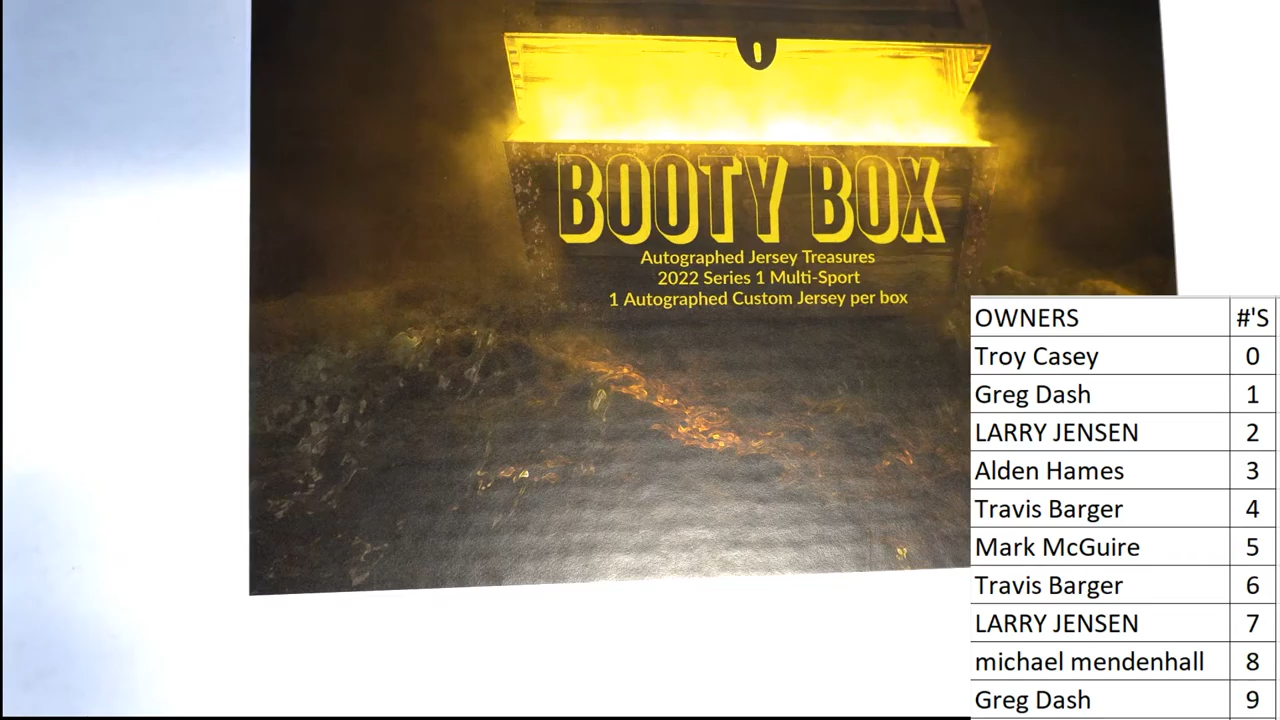 BOOTY BOX
Autographed Jersey Treasures
2022 Series 1 Multi-Sport
1 Autographed Custom Jersey per box
OWNERS #'S
Troy Casey 0
Greg Dash 1
LARRY JENSEN 2
Alden Hames 3
Travis Barger 4
Mark McGuire 5
Travis Barger 6
LARRY JENSEN 7
michael mendenhall 8
Greg Dash 9